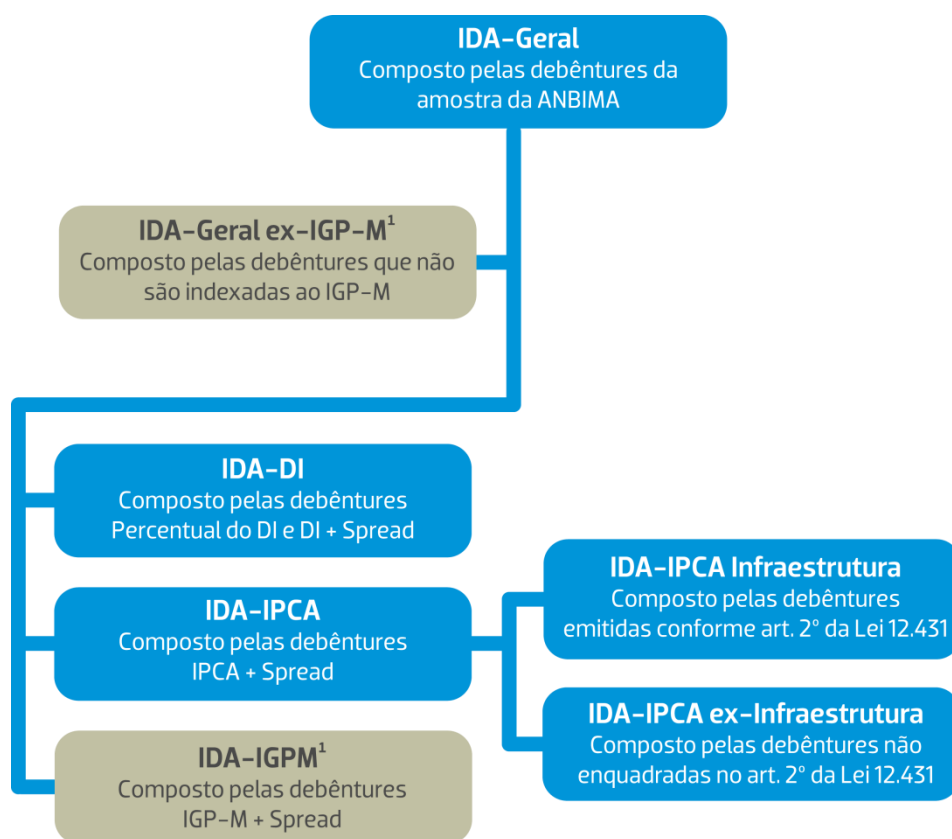 IDA-Geral
Composto pelas debêntures da
amostra da ANBIMA
IDA-Geral ex-IGP-M¹
Composto pelas debêntures que não
são indexadas ao IGP-M
IDA-DI
Composto pelas debêntures
Percentual do DI e DI + Spread
IDA-IPCA
Composto pelas debêntures
IPCA + Spread
IDA-IPCA Infraestrutura
Composto pelas debêntures
emitidas conforme art. 2° da Lei 12.431
IDA-IPCA ex-Infraestrutura
Composto pelas debêntures não
enquadradas no art. 2° da Lei 12.431
IDA-IGPM¹
Composto pelas debêntures
IGP-M + Spread